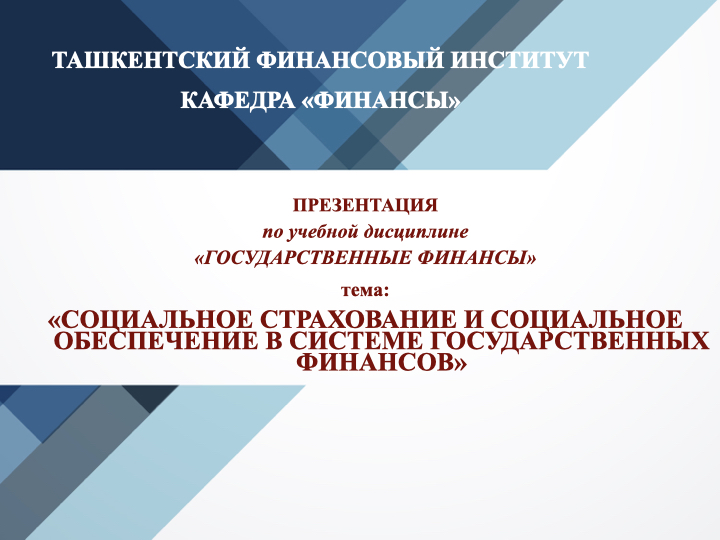 ТАШКЕНТСКИЙ ФИНАНСОВЫЙ ИНСТИТУТ
КАФЕДРА «ФИНАНСЫ»
ПРЕЗЕНТАЦИЯ
по учебной дисциплине
«ГОСУДАРСТВЕННЫЕ ФИНАНСЫ»
тема:
«СОЦИАЛЬНОЕ СТРАХОВАНИЕ И СОЦИАЛЬНОЕ
ОБЕСПЕЧЕНИЕ В СИСТЕМЕ ГОСУДАРСТВЕННЫХ
ФИНАНСОВ»